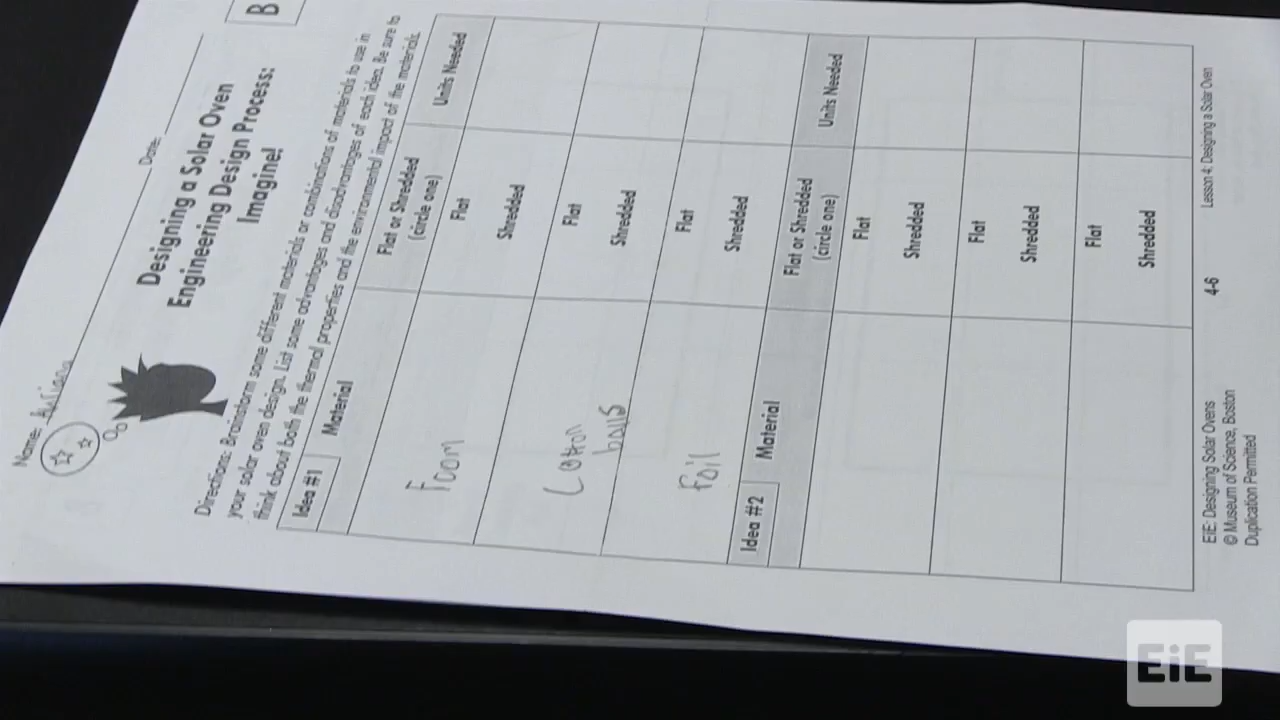 B
Name: Date:
Designing a Solar Oven
Engineering Design Process:
Imagine!
Directions: Brainstorm some different materials or combinations of materials to use in
your solar oven design. List some advantages and disadvantages of each idea. Be sure to
think about both the thermal properties and the environmental impact of the materials.
Idea #1
Material Flat or Shredded (circle one) Units Needed
Foam Flat
Shredded
Cotton balls Flat
Shredded
Foil Flat
Shredded
Idea #2
Material Flat or Shredded (circle one) Units Needed
Flat
Shredded
Flat
Shredded
Flat
Shredded
EiE: Designing Solar Ovens
© Museum of Science, Boston
Duplication Permitted
4-6
Lesson 4: Designing a Solar Oven
EiE